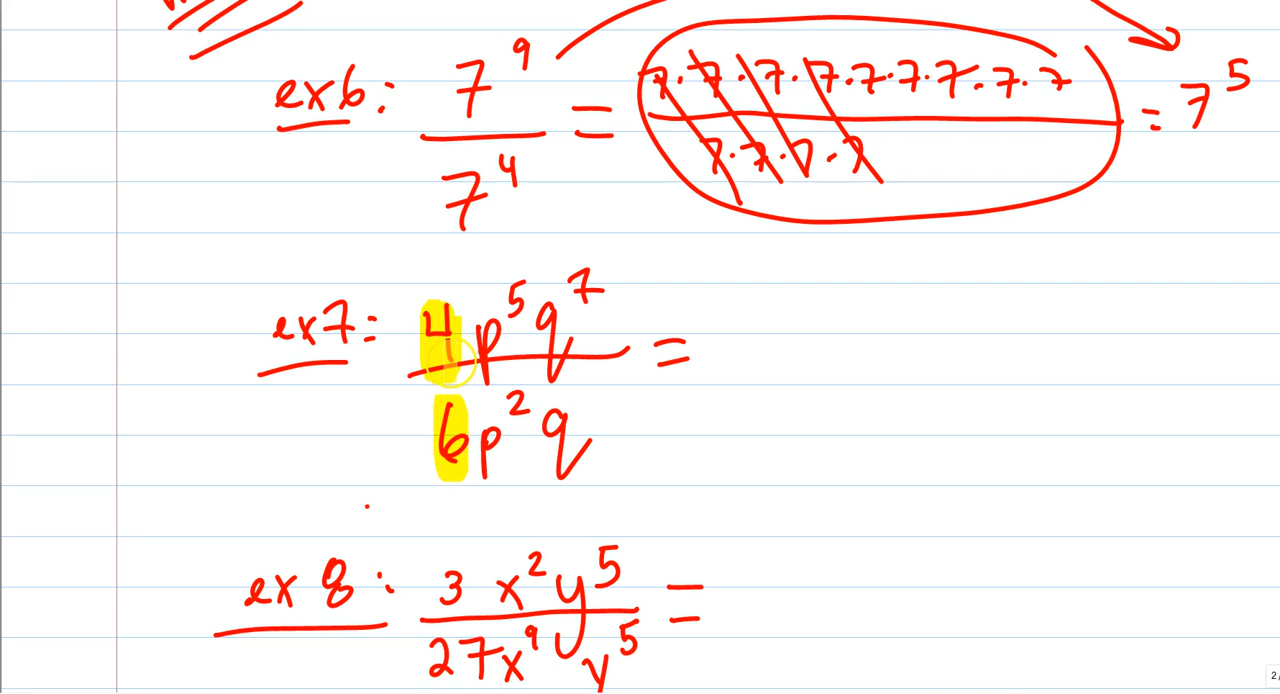 ex6: 7^9 / 7^4 = 7·7·7·7·7·7·7·7·7 / 7·7·7·7 = 7^5
ex7: 4p^5q^7 / 6p^2q =
ex 8: 3x^2y^5 / 27x^9y^5 =
2/